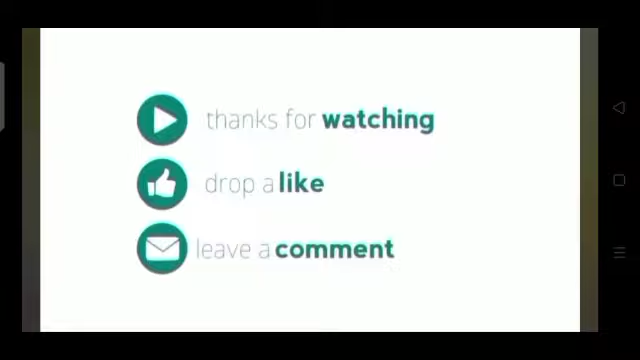 thanks for watching
drop a like
leave a comment